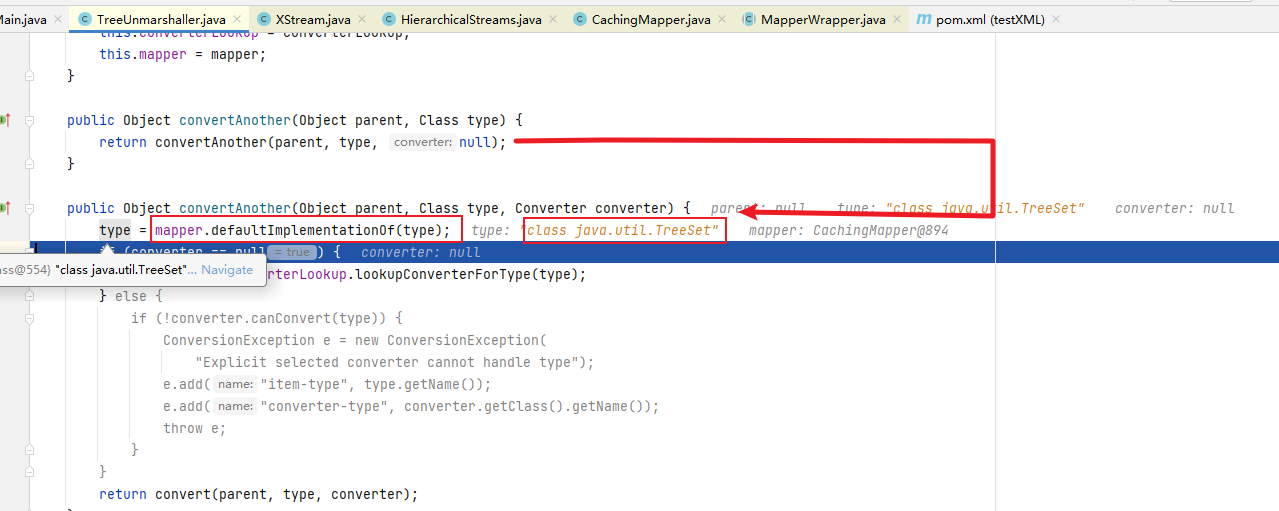 Main.java TreeUnmarshaller.java XStream.java HierarchicalStreams.java CachingMapper.java MapperWrapper.java pom.xml (testXML)
this.converterLookup = converterLookup;
this.mapper = mapper;
}
public Object convertAnother(Object parent, Class type) {
return convertAnother(parent, type, converter: null);
}
public Object convertAnother(Object parent, Class type, Converter converter) { parent: null type: "class java.util.TreeSet" converter: null
type = mapper.defaultImplementationOf(type); type: "class java.util.TreeSet" mapper: CachingMapper@894
(converter == null = true ) { converter: null
ass@554) "class java.util.TreeSet"... Navigate erterLookup.lookupConverterForType(type);
} else {
if (!converter.canConvert(type)) {
ConversionException e = new ConversionException(
"Explicit selected converter cannot handle type");
e.add( name: "item-type", type.getName());
e.add( name: "converter-type", converter.getClass().getName());
throw e;
}
}
return convert(parent, type, converter);